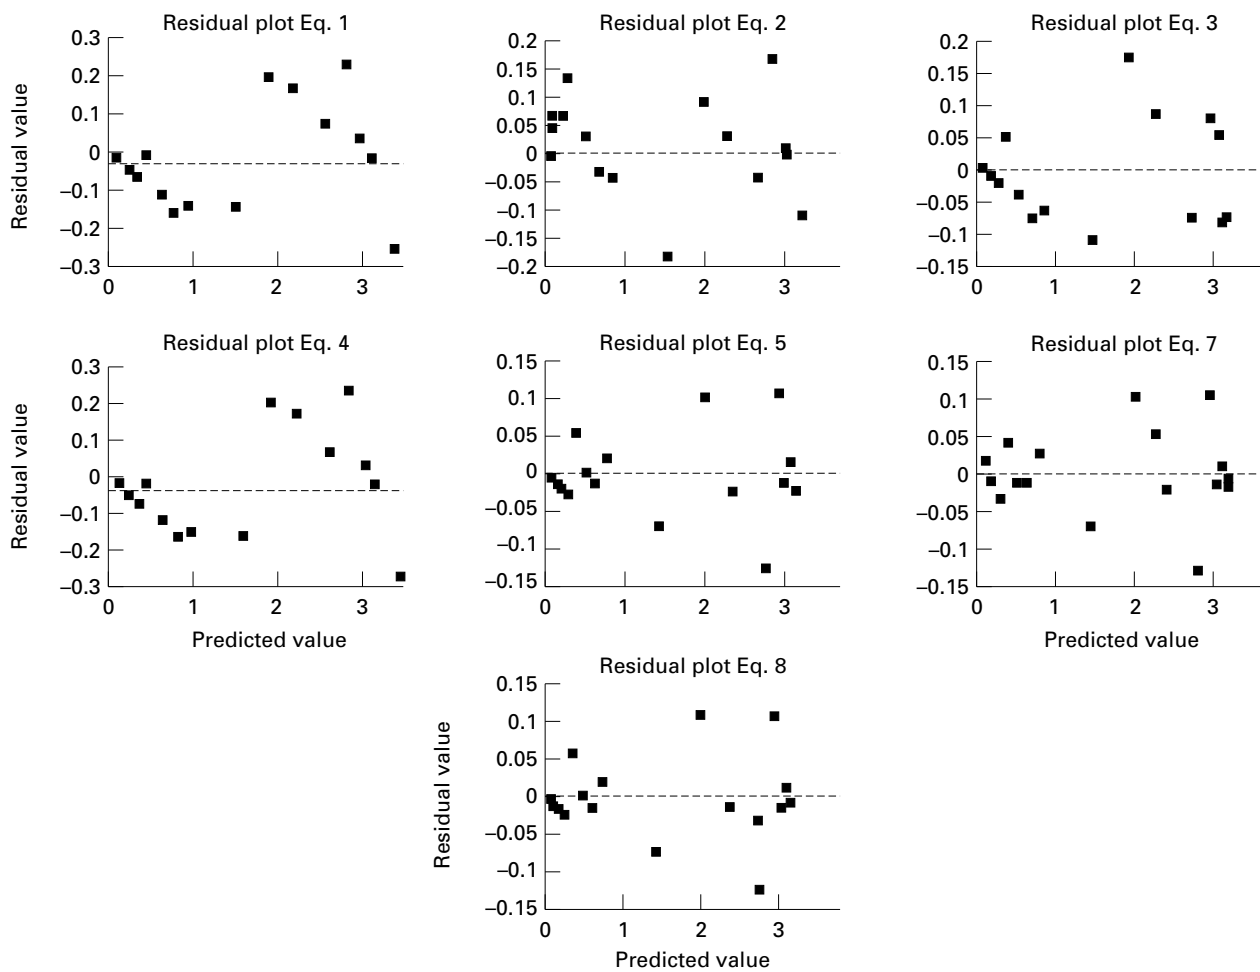 Residual plot Eq. 1
Residual value
0.3
0.2
0.1
0
−0.1
−0.2
−0.3
0 1 2 3
Residual plot Eq. 2
0.2
0.15
0.1
0.05
0
−0.05
−0.1
−0.15
−0.2
0 1 2 3
Residual plot Eq. 3
0.2
0.15
0.1
0.05
0
−0.05
−0.1
−0.15
0 1 2 3
Residual plot Eq. 4
Residual value
0.3
0.2
0.1
0
−0.1
−0.2
−0.3
0 1 2 3
Predicted value
Residual plot Eq. 5
0.15
0.1
0.05
0
−0.05
−0.1
−0.15
0 1 2 3
Residual plot Eq. 7
0.15
0.1
0.05
0
−0.05
−0.1
−0.15
0 1 2 3
Predicted value
Residual plot Eq. 8
Residual value
0.15
0.1
0.05
0
−0.05
−0.1
−0.15
0 1 2 3
Predicted value